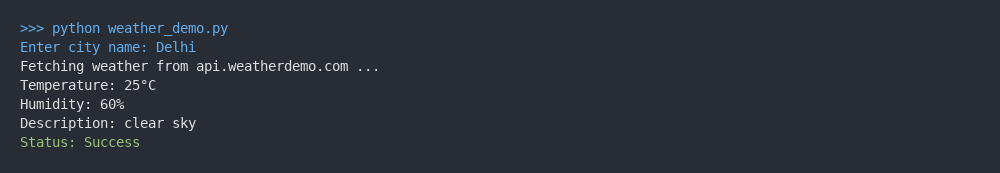 >>> python weather_demo.py
Enter city name: Delhi
Fetching weather from api.weatherdemo.com ...
Temperature: 25°C
Humidity: 60%
Description: clear sky
Status: Success